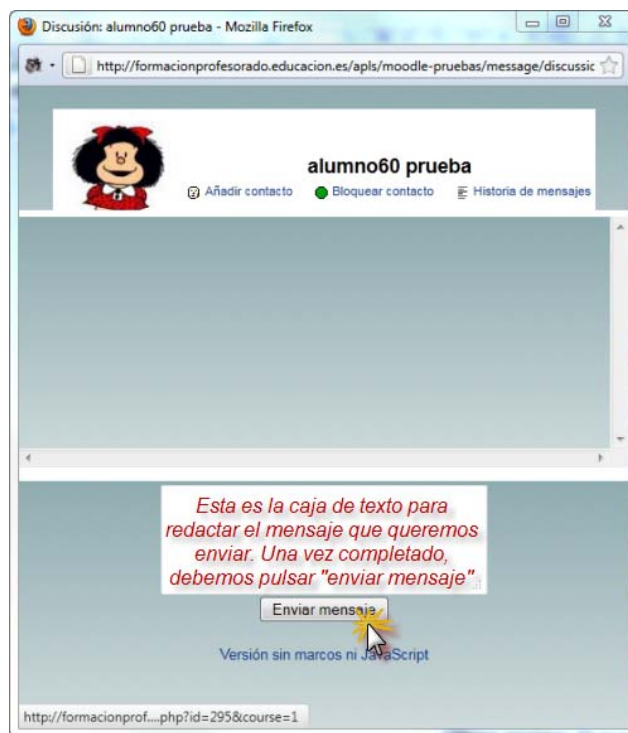 Discusión: alumno60 prueba - Mozilla Firefox
http://formacionprofesorado.educacion.es/apls/moodle-pruebas/message/discussic
alumno60 prueba
Añadir contacto Bloquear contacto Historia de mensajes
Esta es la caja de texto para
redactar el mensaje que queremos
enviar. Una vez completado,
debemos pulsar "enviar mensaje".
Enviar mensaje
Versión sin marcos ni JavaScript
http://formacionprof....php?id=295&course=1